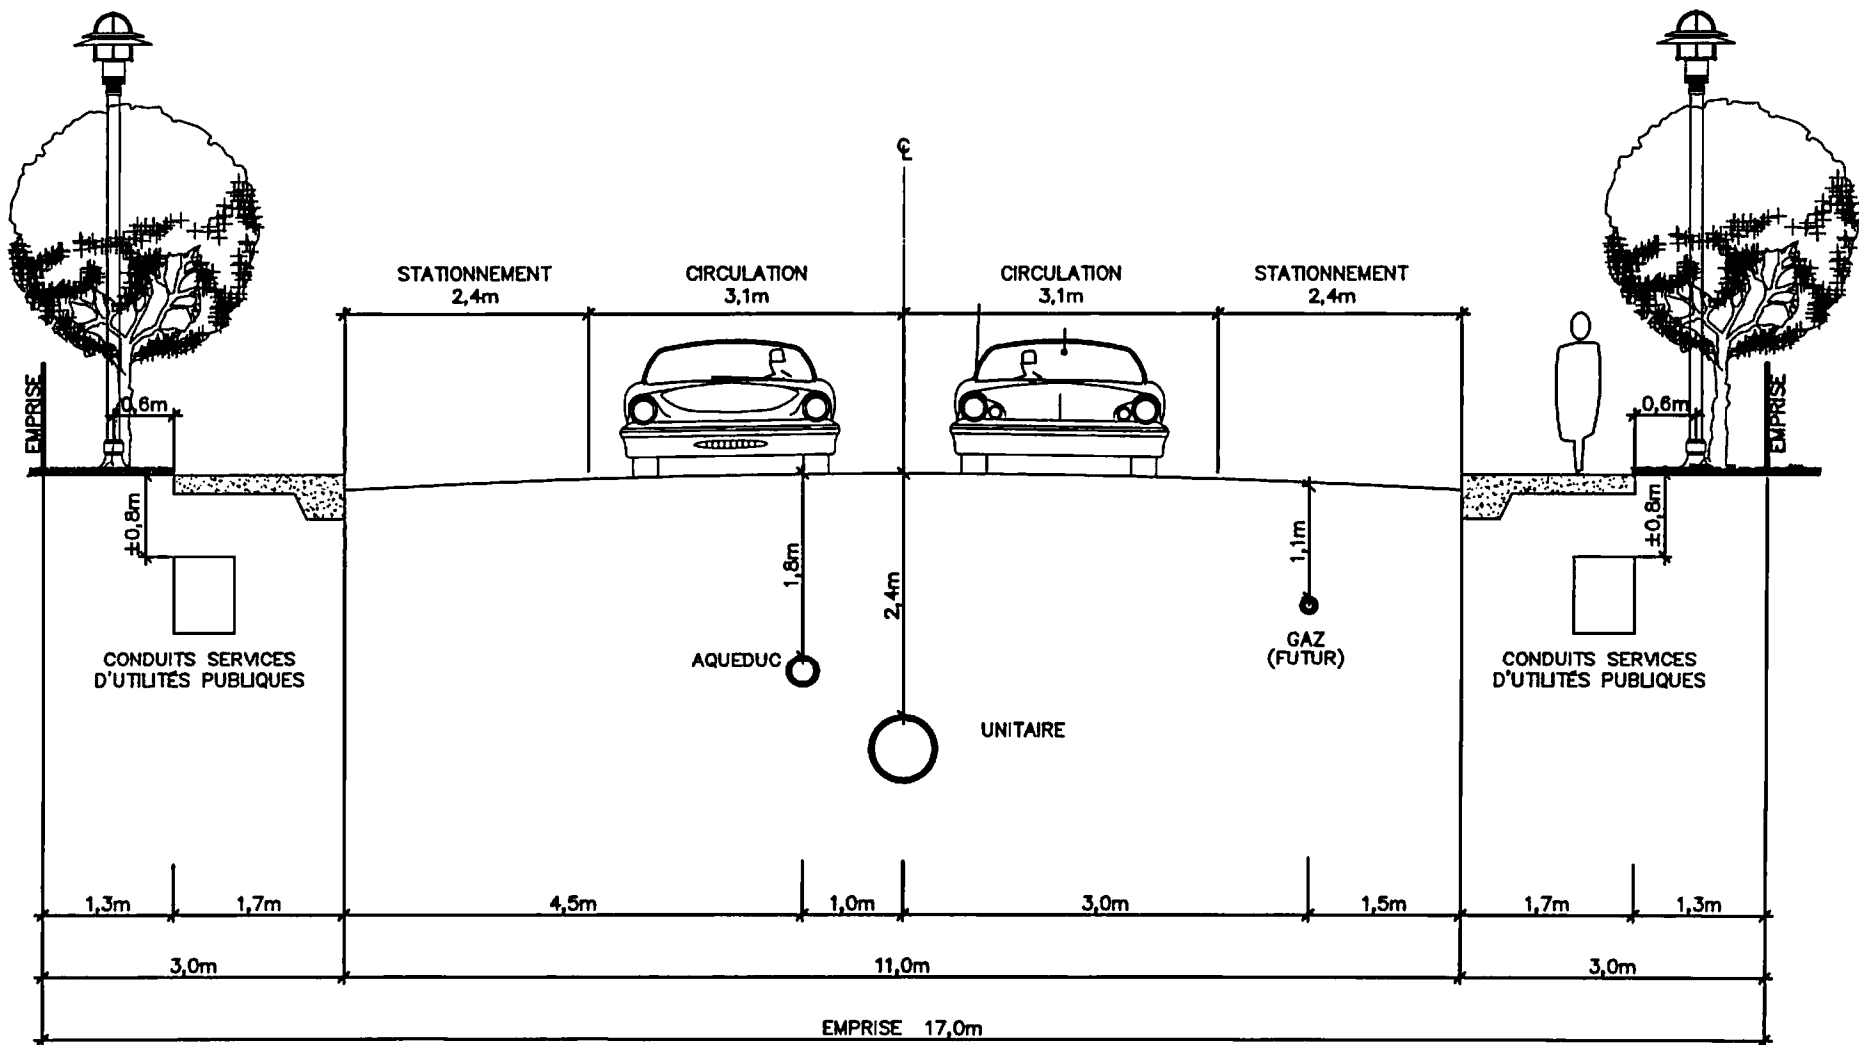 ℄
STATIONNEMENT CIRCULATION CIRCULATION STATIONNEMENT
2,4m 3,1m 3,1m 2,4m
EMPRISE
0,6m
0,6m
EMPRISE
±0,8m
1,8m
2,4m
1,1m
±0,8m
CONDUITS SERVICES
D'UTILITÉS PUBLIQUES
AQUEDUC
UNITAIRE
GAZ
(FUTUR)
CONDUITS SERVICES
D'UTILITÉS PUBLIQUES
1,3m 1,7m 4,5m 1,0m 3,0m 1,5m 1,7m 1,3m
3,0m 11,0m 3,0m
EMPRISE 17,0m